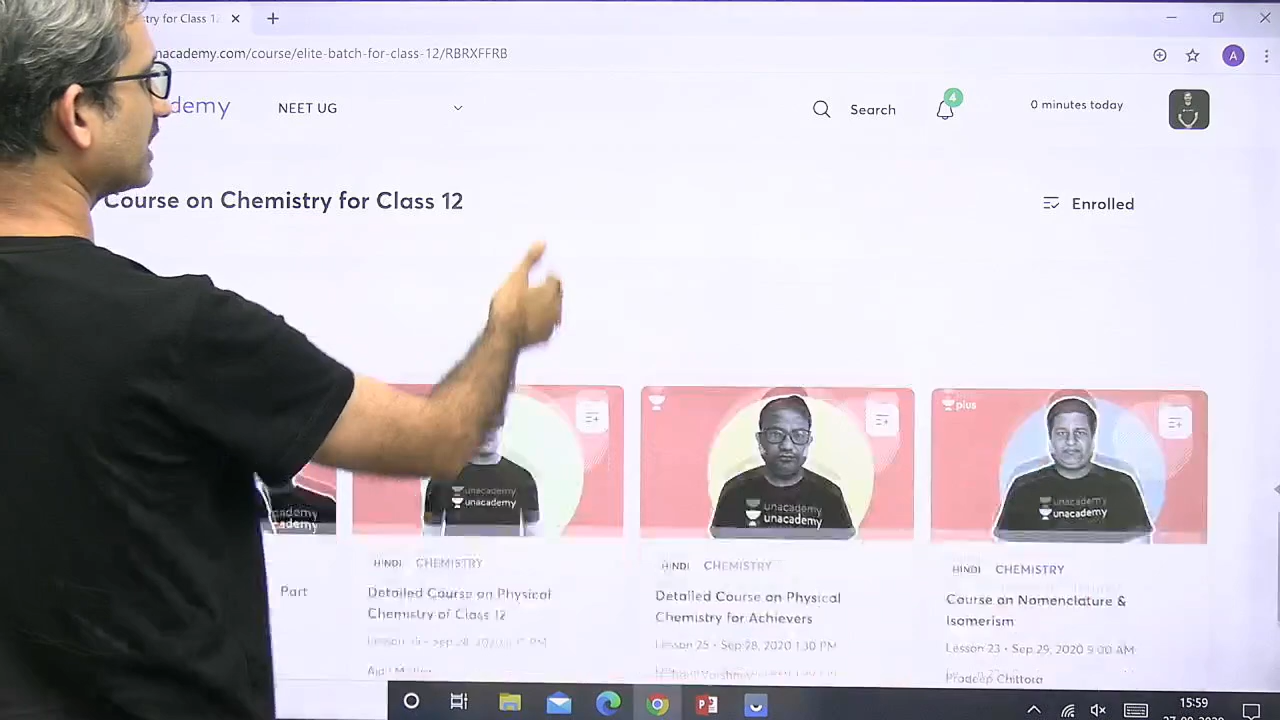 stry for Class 1
nacademy.com/course/elite-batch-for-class-12/RBRXFFRB
A
demy
NEET UG
Search
4
0 minutes today
Course on Chemistry for Class 12
Enrolled
plus
unacademy
unacademy
unacademy
unacademy
unacademy
unacademy
HINDI CHEMISTRY
HINDI CHEMISTRY
HINDI CHEMISTRY
Part
Detailed Course on Physical
Chemistry of Class 12
Detailed Course on Physical
Chemistry for Achievers
Course on Nomenclature &
Isomerism
Lesson 25 • Sep 28, 2020 1:30 PM
Lesson 23 • Sep 29, 2020 9:00 AM
Pradeep Chittora
15:59